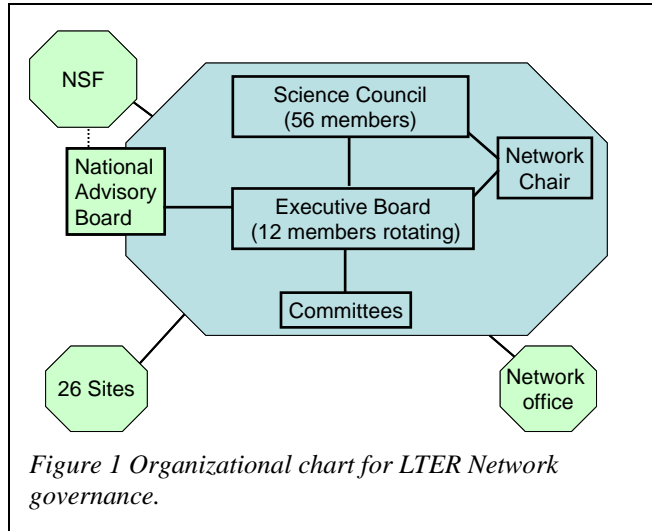 NSF
Science Council
(56 members)
National
Advisory
Board
Network
Chair
Executive Board
(12 members rotating)
Committees
26 Sites
Network
office
Figure 1 Organizational chart for LTER Network
governance.